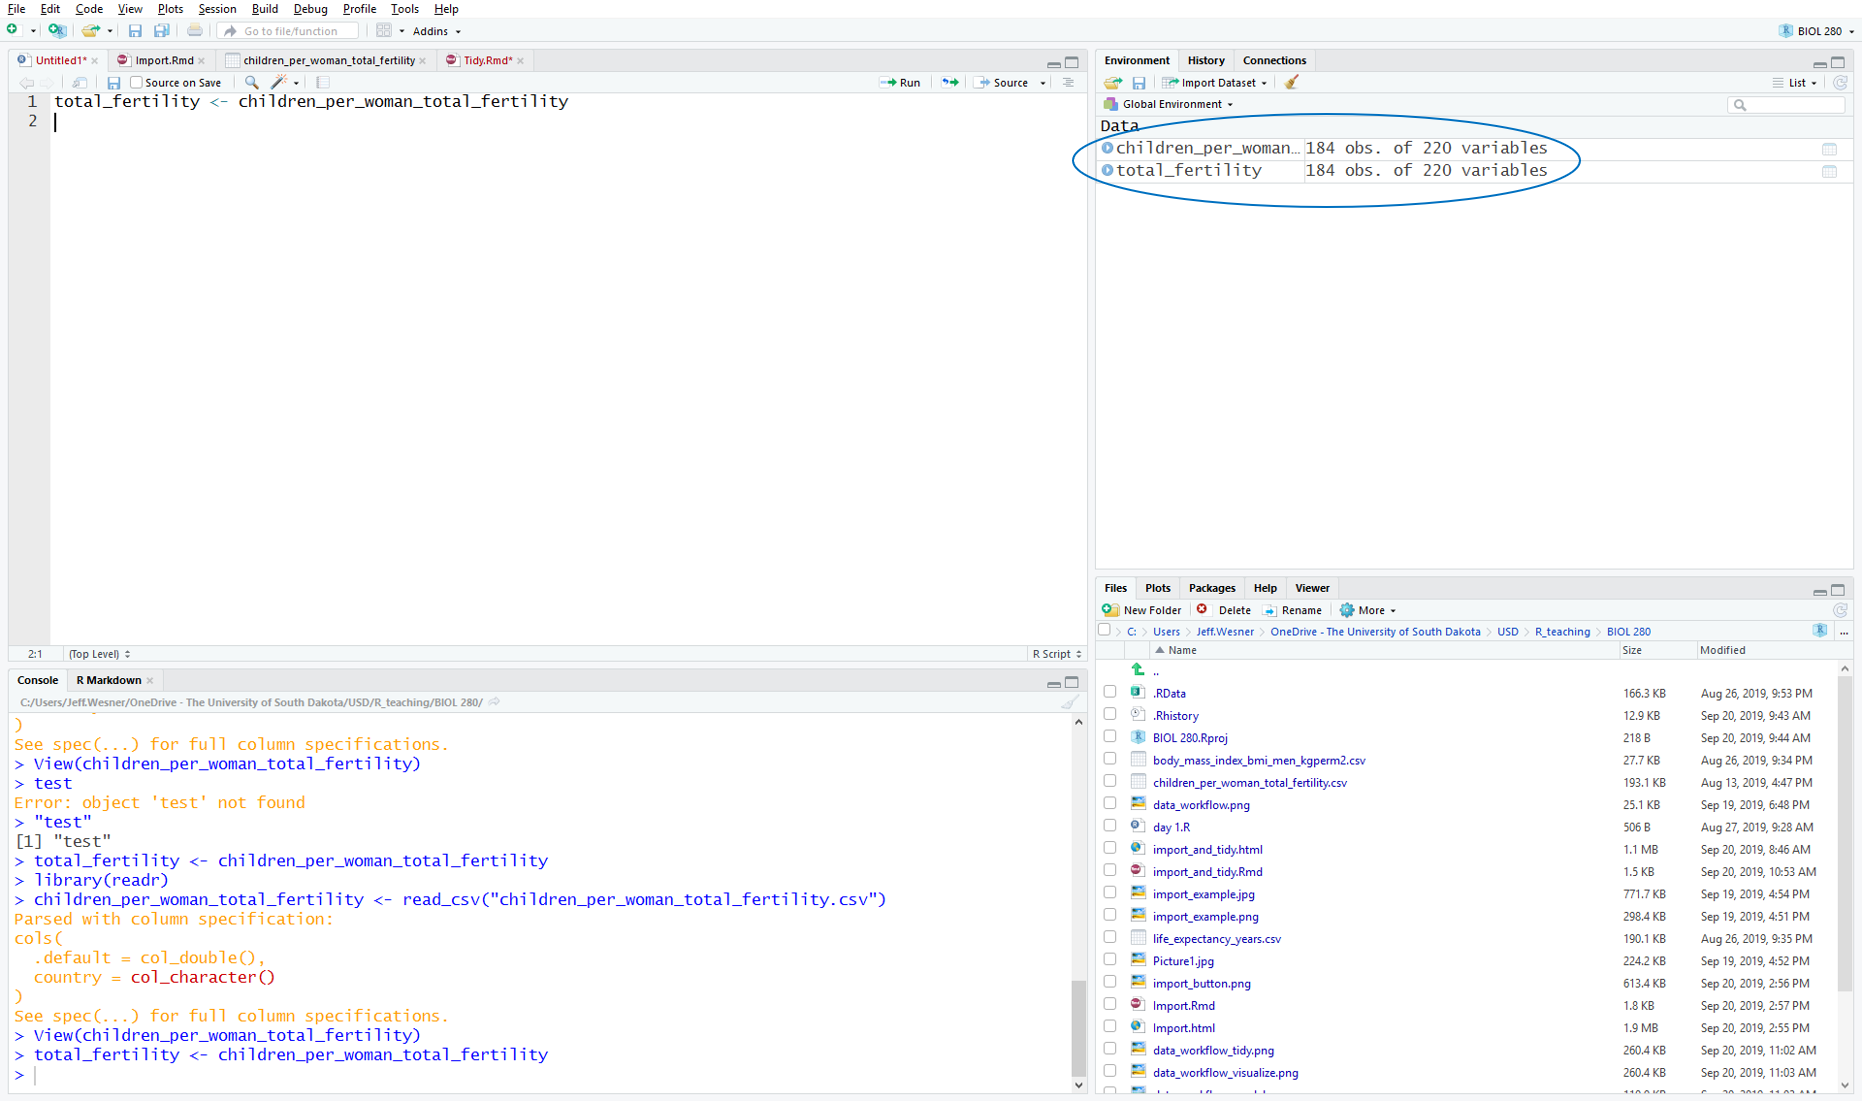 File Edit Code View Plots Session Build Debug Profile Tools Help
Go to file/function Addins BIOL 280
Untitled1* Import.Rmd children_per_woman_total_fertility Tidy.Rmd*
Source on Save Run Source
1 total_fertility <- children_per_woman_total_fertility
2
2:1 (Top Level) R Script
Console R Markdown
C:/Users/Jeff.Wesner/OneDrive - The University of South Dakota/USD/R_teaching/BIOL 280/
)
See spec(...) for full column specifications.
> View(children_per_woman_total_fertility)
> test
Error: object 'test' not found
> "test"
[1] "test"
> total_fertility <- children_per_woman_total_fertility
> library(readr)
> children_per_woman_total_fertility <- read_csv("children_per_woman_total_fertility.csv")
Parsed with column specification:
cols(
  .default = col_double(),
  country = col_character()
)
See spec(...) for full column specifications.
> View(children_per_woman_total_fertility)
> total_fertility <- children_per_woman_total_fertility
>
Environment History Connections
Import Dataset List
Global Environment
Data
children_per_woman… 184 obs. of 220 variables
total_fertility 184 obs. of 220 variables
Files Plots Packages Help Viewer
New Folder Delete Rename More
C: > Users > Jeff.Wesner > OneDrive - The University of South Dakota > USD > R_teaching > BIOL 280 ...
Name Size Modified
..
.RData 166.3 KB Aug 26, 2019, 9:53 PM
.Rhistory 12.9 KB Sep 20, 2019, 9:43 AM
BIOL 280.Rproj 218 B Sep 20, 2019, 9:44 AM
body_mass_index_bmi_men_kgperm2.csv 27.7 KB Aug 26, 2019, 9:34 PM
children_per_woman_total_fertility.csv 193.1 KB Aug 13, 2019, 4:47 PM
data_workflow.png 25.1 KB Sep 19, 2019, 6:48 PM
day 1.R 506 B Aug 27, 2019, 9:28 AM
import_and_tidy.html 1.1 MB Sep 20, 2019, 8:46 AM
import_and_tidy.Rmd 1.5 KB Sep 20, 2019, 10:53 AM
import_example.jpg 771.7 KB Sep 19, 2019, 4:54 PM
import_example.png 298.4 KB Sep 19, 2019, 4:51 PM
life_expectancy_years.csv 190.1 KB Aug 26, 2019, 9:35 PM
Picture1.jpg 224.2 KB Sep 19, 2019, 4:52 PM
import_button.png 613.4 KB Sep 20, 2019, 2:56 PM
Import.Rmd 1.8 KB Sep 20, 2019, 2:57 PM
Import.html 1.9 MB Sep 20, 2019, 2:55 PM
data_workflow_tidy.png 260.4 KB Sep 20, 2019, 11:02 AM
data_workflow_visualize.png 260.4 KB Sep 20, 2019, 11:03 AM